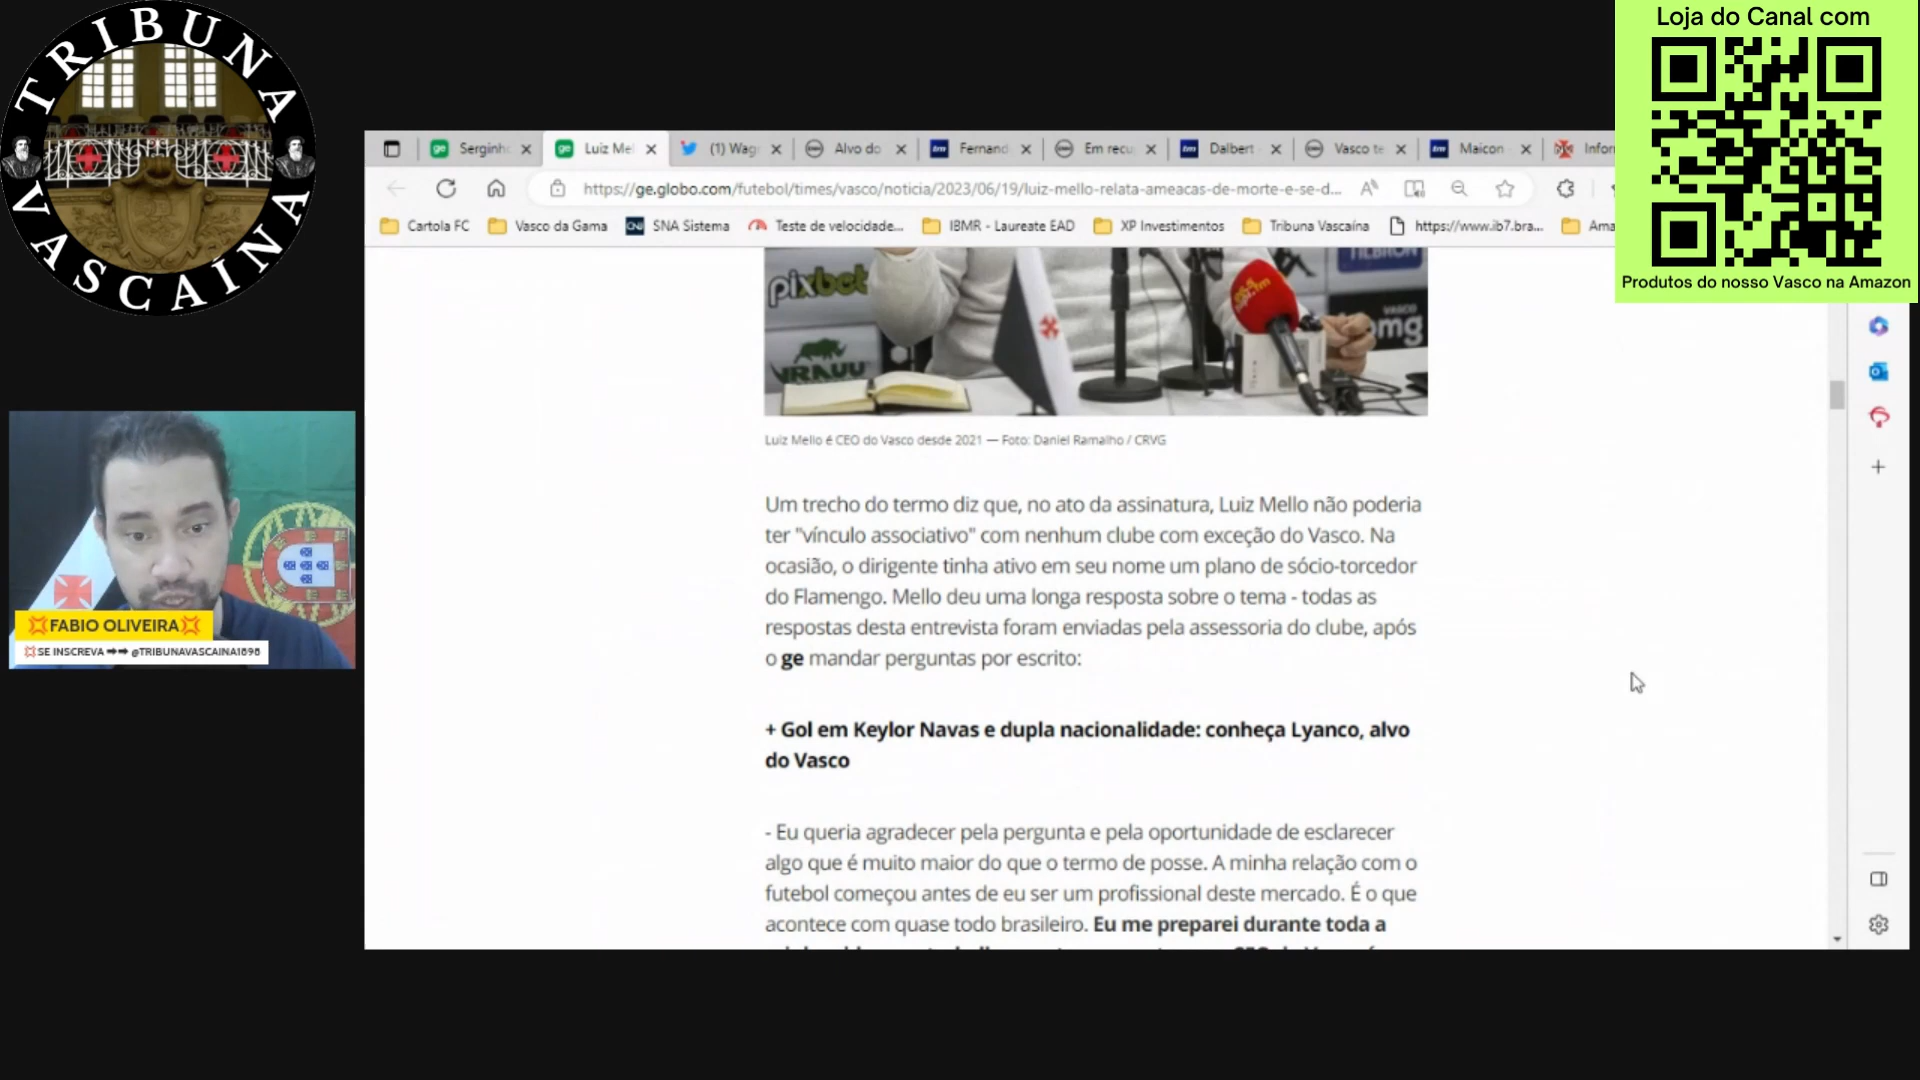 TRIBUNA
VASCAÍNA
Loja do Canal com
Produtos do nosso Vasco na Amazon
Serginh
Luiz Mel
(1) Wag
Alvo do
Fernand
Em recu
Dalbert
Vasco te
Maicon
Infor
https://ge.globo.com/futebol/times/vasco/noticia/2023/06/19/luiz-mello-relata-ameacas-de-morte-e-se-d...
Cartola FC
Vasco da Gama
SNA Sistema
Teste de velocidade...
IBMR - Laureate EAD
XP Investimentos
Tribuna Vascaína
https://www.ib7.bra...
Ama
pixbet
VASCO
bmg
Luiz Mello é CEO do Vasco desde 2021 — Foto: Daniel Ramalho / CRVG
Um trecho do termo diz que, no ato da assinatura, Luiz Mello não poderia
ter "vínculo associativo" com nenhum clube com exceção do Vasco. Na
ocasião, o dirigente tinha ativo em seu nome um plano de sócio-torcedor
do Flamengo. Mello deu uma longa resposta sobre o tema - todas as
respostas desta entrevista foram enviadas pela assessoria do clube, após
o ge mandar perguntas por escrito:
+ Gol em Keylor Navas e dupla nacionalidade: conheça Lyanco, alvo
do Vasco
- Eu queria agradecer pela pergunta e pela oportunidade de esclarecer
algo que é muito maior do que o termo de posse. A minha relação com o
futebol começou antes de eu ser um profissional deste mercado. É o que
acontece com quase todo brasileiro. Eu me preparei durante toda a
FABIO OLIVEIRA
SE INSCREVA ➡➡ @TRIBUNAVASCAINA1898